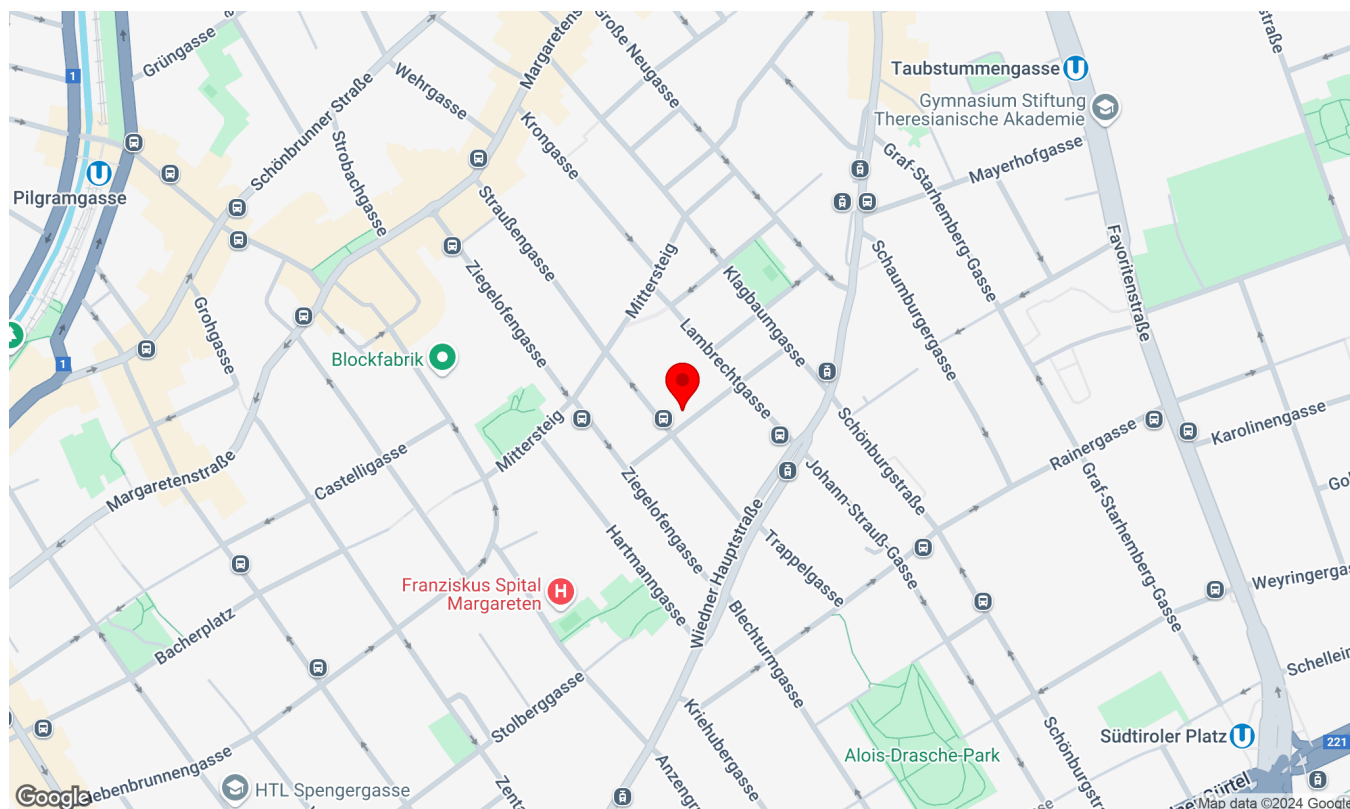 Grüngasse
1
Wehrgasse
Große Neugasse
Margaretens
Taubstummengasse
Gymnasium Stiftung
Theresianische Akademie
Schönbrunner Straße
Strobachgasse
Krongasse
Graf-Starhemberg-Gasse
Mayerhofgasse
Pilgramgasse
Straußengasse
Mittersteig
Klagbaumgasse
Schaumburgergasse
Favoritenstraße
Ziegelofengasse
Grohgasse
Blockfabrik
Lambrechtgasse
1
Mittersteig
Castelligasse
Margaretenstraße
Schönburgstraße
Rainergasse
Karolinengasse
Johann-Strauß-Gasse
Graf-Starhemberg-Gasse
Ziegelofengasse
Hartmanngasse
Wiedner Hauptstraße
Trappelgasse
Franziskus Spital
Margareten
H
Weyringerga
Blechturmgasse
Bacherplatz
Stolberggasse
Kriehubergasse
Schönburgstraße
Südtiroler Platz
221
Alois-Drasche-Park
HTL Spengergasse
Google
Map data ©2024 Google